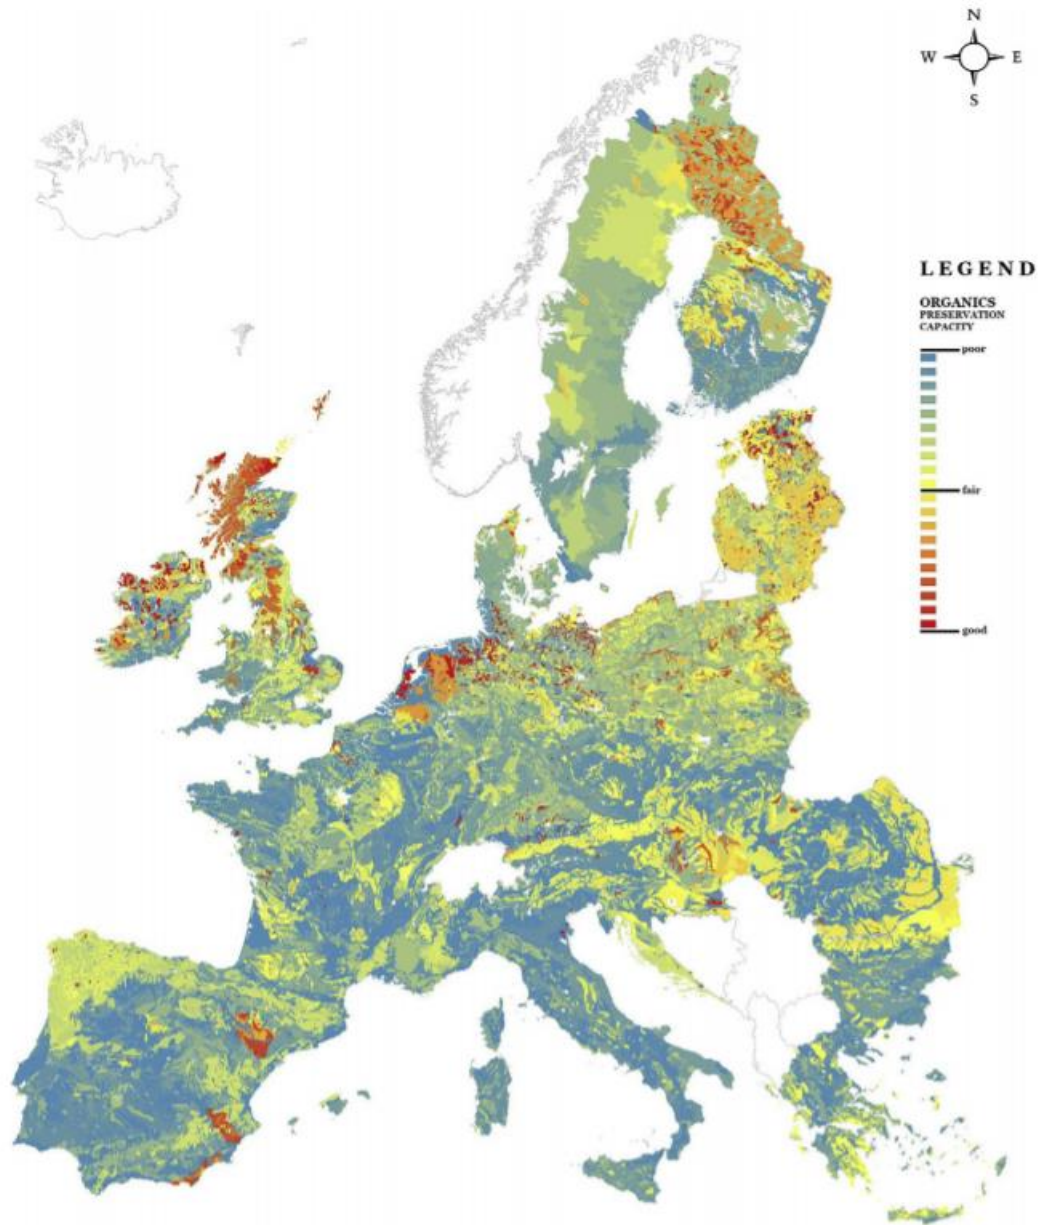 N
W E
S
LEGEND
ORGANICS
PRESERVATION
CAPACITY
poor
fair
good